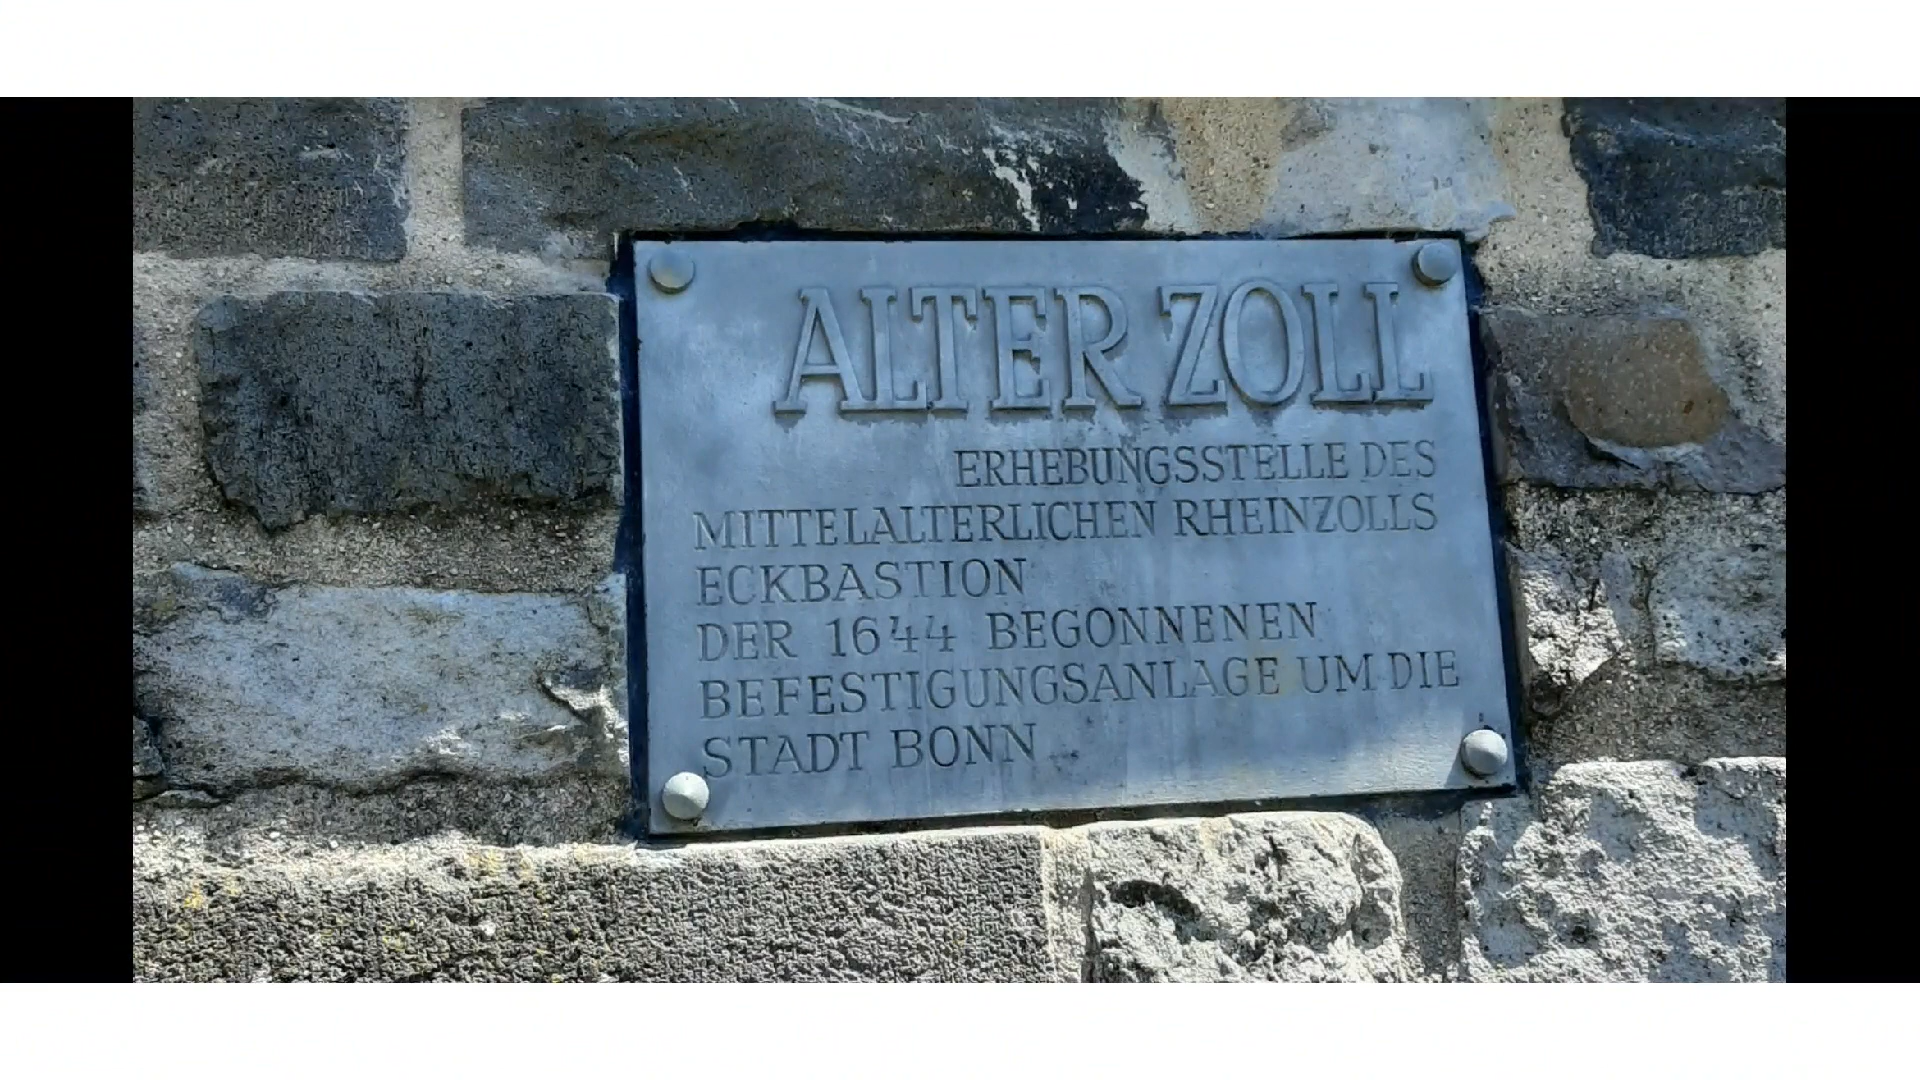 ALTER ZOLL
ERHEBUNGSSTELLE DES
MITTELALTERLICHEN RHEINZOLLS
ECKBASTION
DER 1644 BEGONNENEN
BEFESTIGUNGSANLAGE UM DIE
STADT BONN